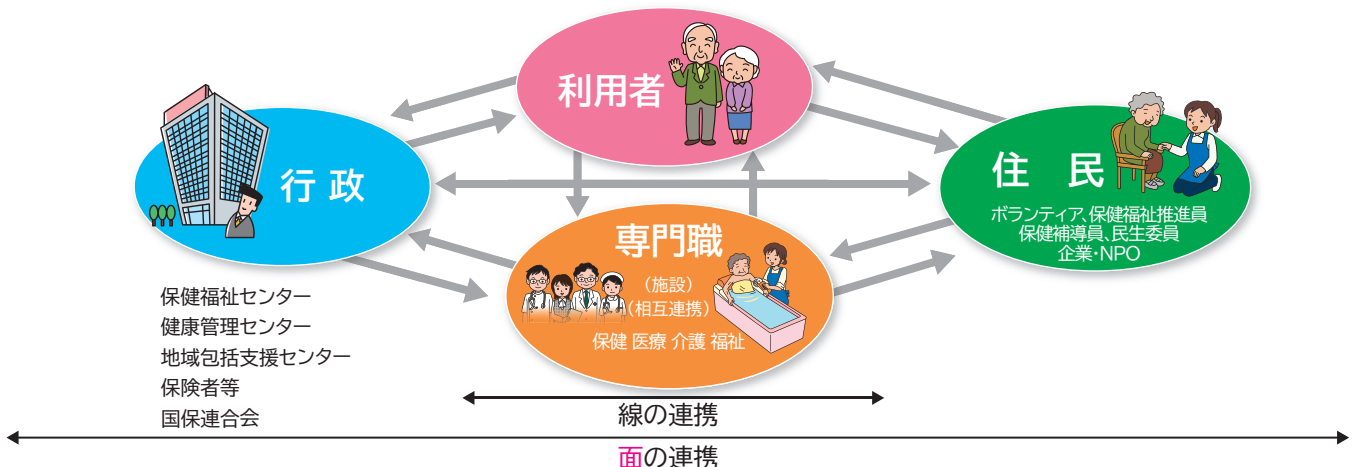 利用者
行政
住 民
ボランティア、保健福祉推進員
保健補導員、民生委員
企業・NPO
専門職
(施設)
(相互連携)
保健 医療 介護 福祉
保健福祉センター
健康管理センター
地域包括支援センター
保険者等
国保連合会
線の連携
面の連携